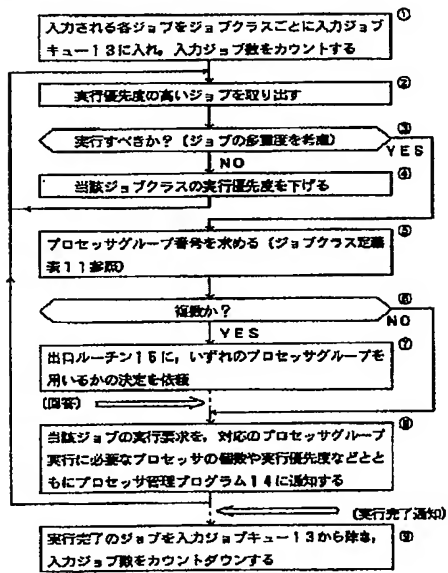 ①
入力される各ジョブをジョブクラスごとに入力ジョブ
キュー13に入れ，入力ジョブ数をカウントする
②
実行優先度の高いジョブを取り出す
③
実行すべきか？（ジョブの多重度を考慮）
YES
NO
④
当該ジョブクラスの実行優先度を下げる
⑤
プロセッサグループ番号を求める（ジョブクラス定義
表11参照）
⑥
複数か？
NO
YES
⑦
出口ルーチン15に，いずれのプロセッサグループを
用いるかの決定を依頼
(回答)
⑧
当該ジョブの実行要求を，対応のプロセッサグループ
実行に必要なプロセッサの個数や実行優先度などとと
もにプロセッサ管理プログラム14に通知する
(実行完了通知)
⑨
実行完了のジョブを入力ジョブキュー13から除き，
入力ジョブ数をカウントダウンする